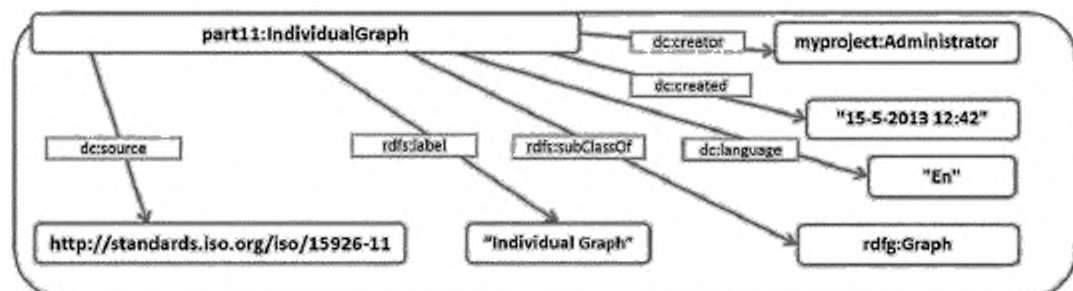 part11:IndividualGraph
dc:creator
myproject:Administrator
dc:created
"15-5-2013 12:42"
dc:source
rdfs:label
rdfs:subClassOf
dc:language
"En"
http://standards.iso.org/iso/15926-11
"Individual Graph"
rdfg:Graph